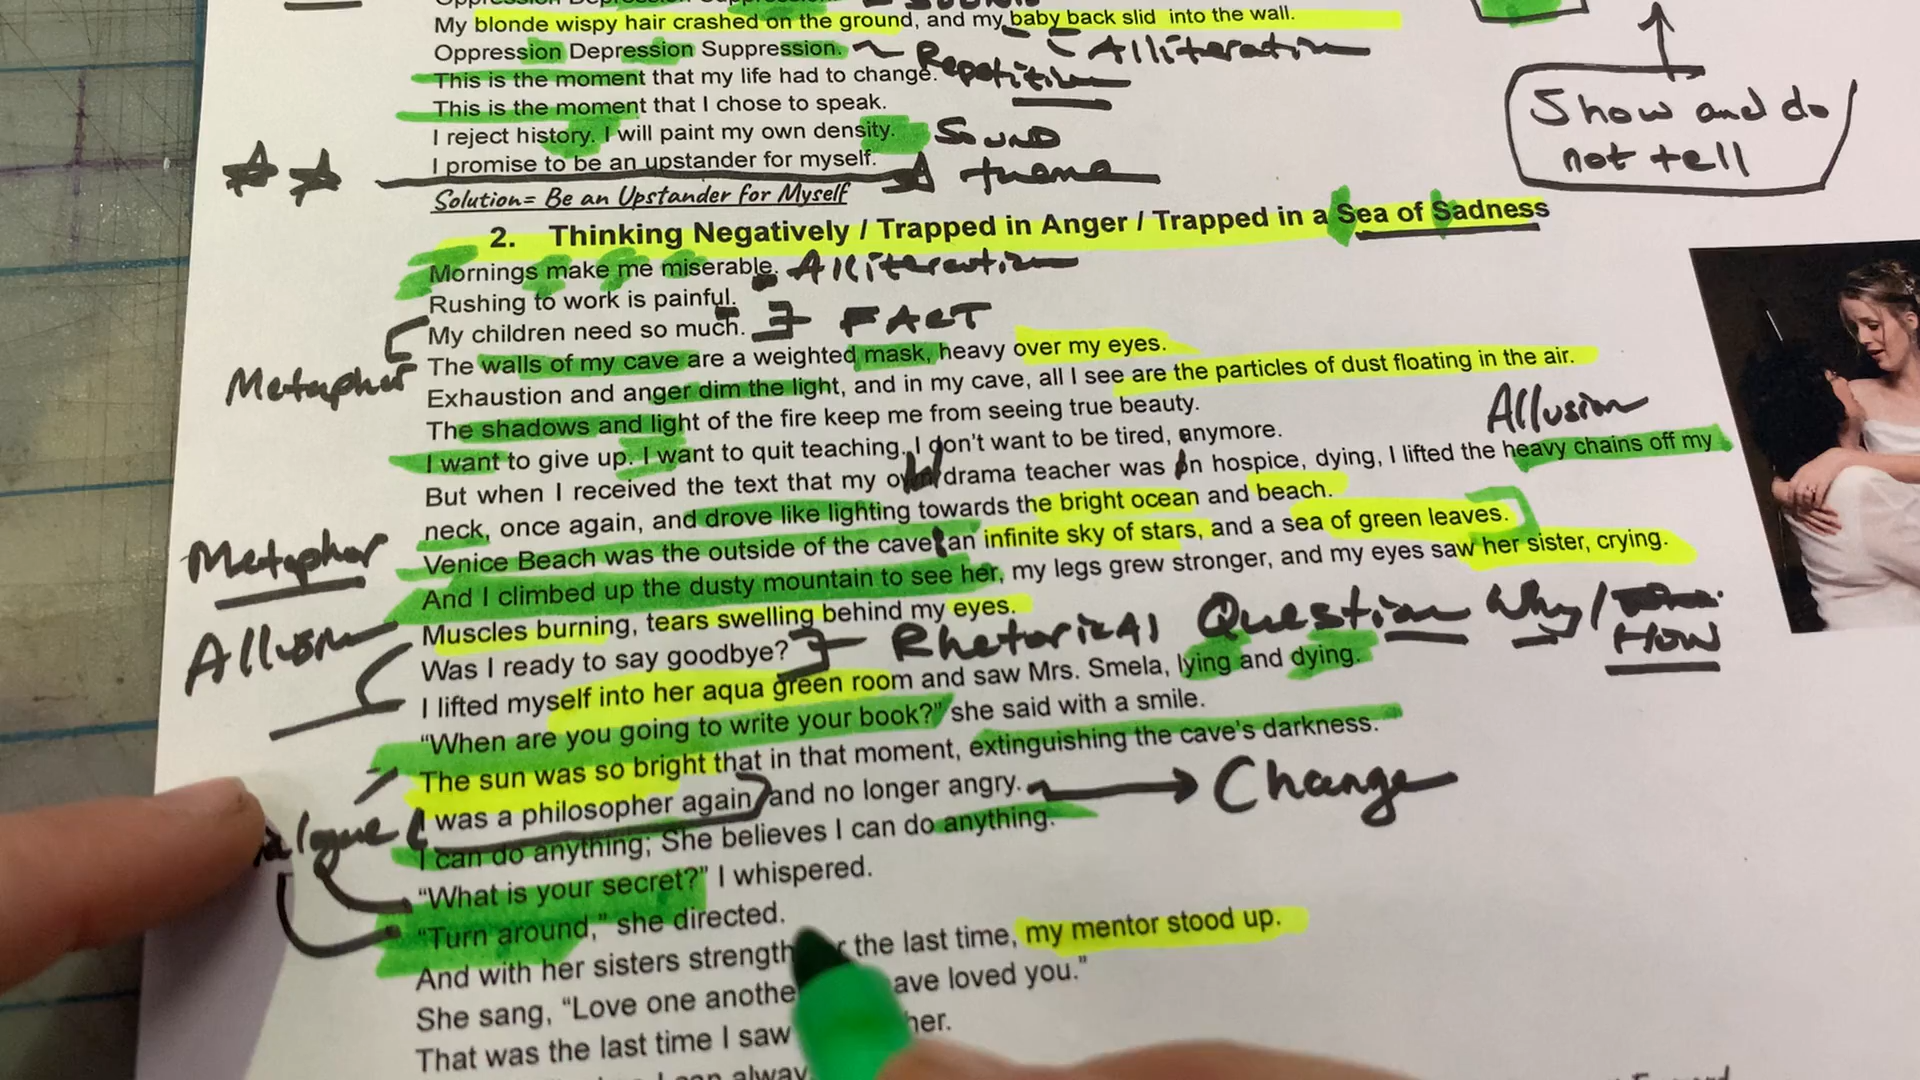 My blonde wispy hair crashed on the ground, and my baby back slid into the wall.
Oppression Depression Suppression. Repetition Alliteration
This is the moment that my life had to change.
This is the moment that I chose to speak.
I reject history. I will paint my own density. Sound
I promise to be an upstander for myself. theme
Solution= Be an Upstander for Myself
Show and do
not tell
2. Thinking Negatively / Trapped in Anger / Trapped in a Sea of Sadness
Mornings make me miserable. Alliteration
Rushing to work is painful.
My children need so much. FACT
Metaphor
The walls of my cave are a weighted mask, heavy over my eyes.
Exhaustion and anger dim the light, and in my cave, all I see are the particles of dust floating in the air.
The shadows and light of the fire keep me from seeing true beauty.
Allusion
I want to give up. I want to quit teaching. I don't want to be tired, anymore.
But when I received the text that my drama teacher was in hospice, dying, I lifted the heavy chains off my
neck, once again, and drove like lighting towards the bright ocean and beach.
Metaphor
Venice Beach was the outside of the cave an infinite sky of stars, and a sea of green leaves.
And I climbed up the dusty mountain to see her, my legs grew stronger, and my eyes saw her sister, crying.
Allusion
Muscles burning, tears swelling behind my eyes.
Was I ready to say goodbye? Rhetorical Question Why/
How
I lifted myself into her aqua green room and saw Mrs. Smela, lying and dying.
“When are you going to write your book?” she said with a smile.
The sun was so bright that in that moment, extinguishing the cave's darkness.
I was a philosopher again and no longer angry. Change
logue
I can do anything; She believes I can do anything.
“What is your secret?” I whispered.
“Turn around,” she directed.
And with her sisters strength the last time, my mentor stood up.
She sang, “Love one anothe ave loved you.”
That was the last time I saw her.